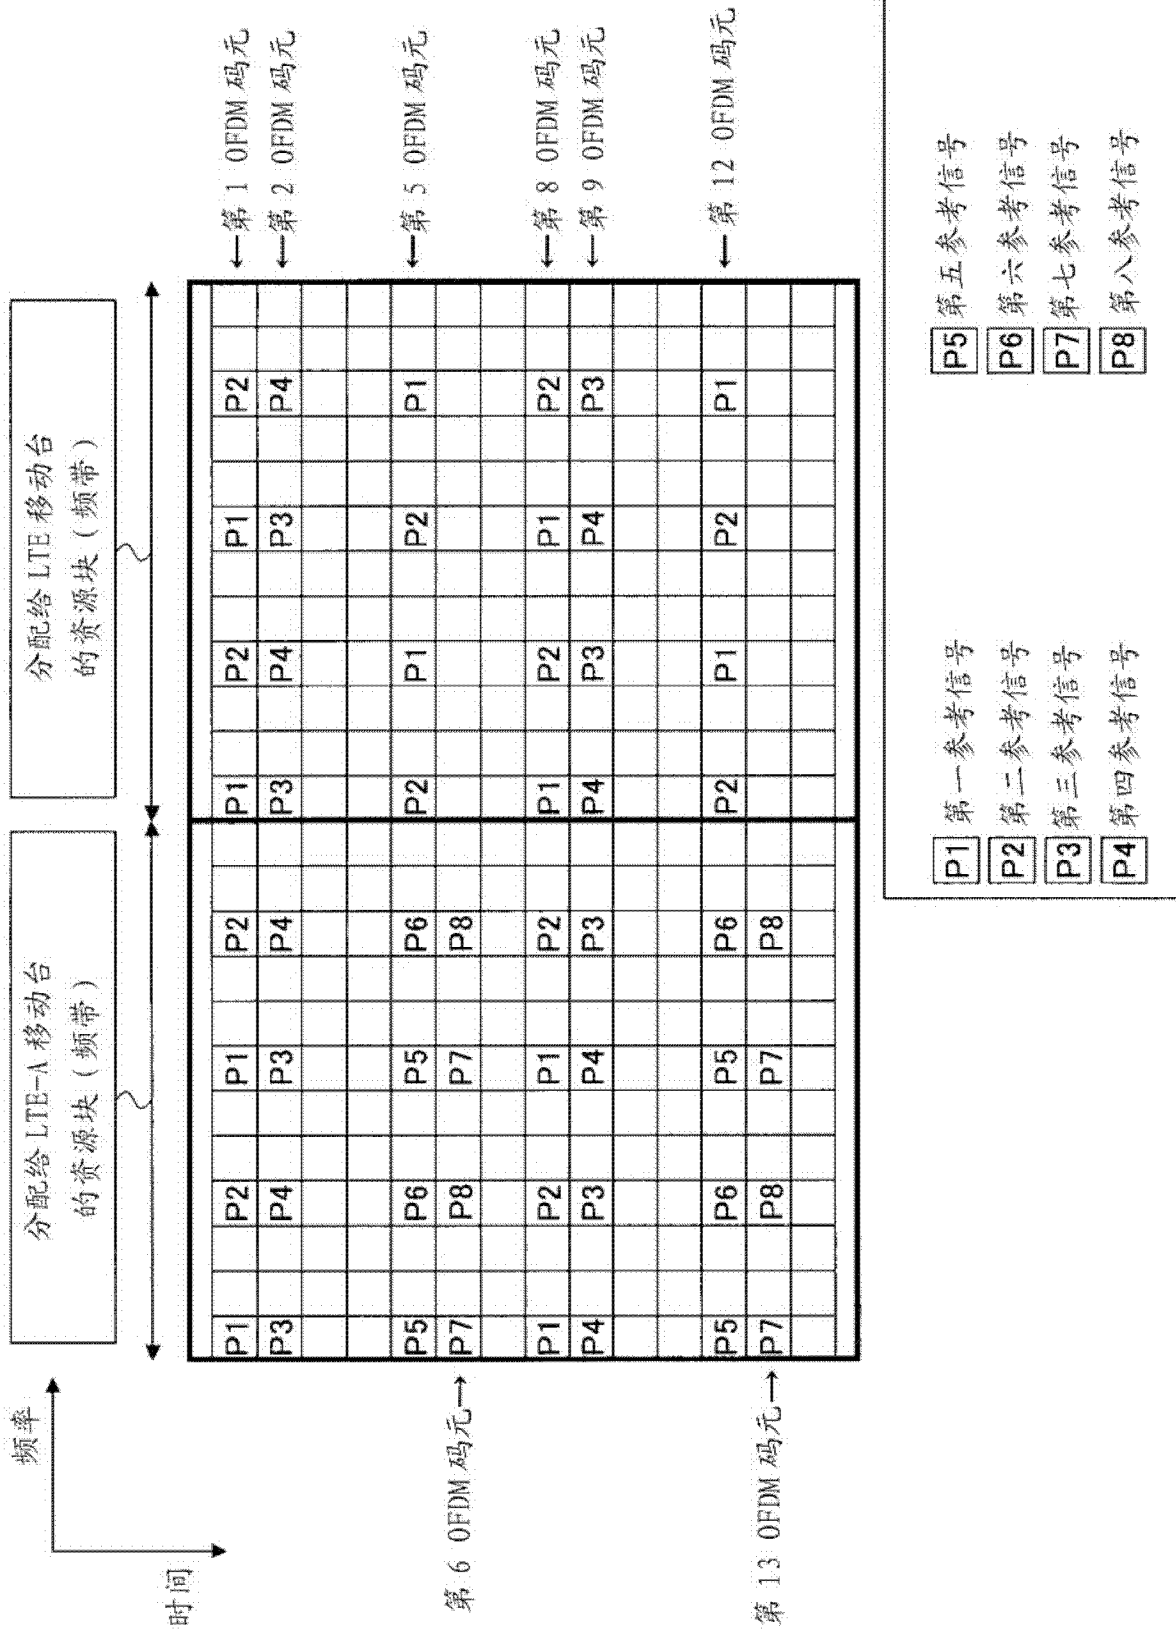 频率
分配给 LTE-A 移动台
的资源块（频带）
分配给 LTE 移动台
的资源块（频带）
时间
P1 P2 P1 P2 P1 P2 P1 P2 ←第 1 OFDM 码元
P3 P4 P3 P4 P3 P4 P3 P4 ←第 2 OFDM 码元
P5 P6 P5 P6 P2 P1 P2 P1 ←第 5 OFDM 码元
第 6 OFDM 码元→ P7 P8 P7 P8
P1 P2 P1 P2 P1 P2 P1 P2 ←第 8 OFDM 码元
P4 P3 P4 P3 P4 P3 P4 P3 ←第 9 OFDM 码元
P5 P6 P5 P6 P2 P1 P2 P1 ←第 12 OFDM 码元
第 13 OFDM 码元→ P7 P8 P7 P8
P1 第一参考信号
P2 第二参考信号
P3 第三参考信号
P4 第四参考信号
P5 第五参考信号
P6 第六参考信号
P7 第七参考信号
P8 第八参考信号